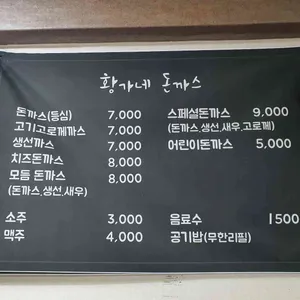 황가네 돈까스
돈까스(등심) 7,000
고기고로께까스 7,000
생선까스 7,000
치즈돈까스 8,000
모듬 돈까스 8,000
(돈까스,생선,새우)
스페셜돈까스 9,000
(돈까스,생선,새우,고로께)
어린이돈까스 5,000
소주 3,000
맥주 4,000
음료수 1500
공기밥(무한리필)